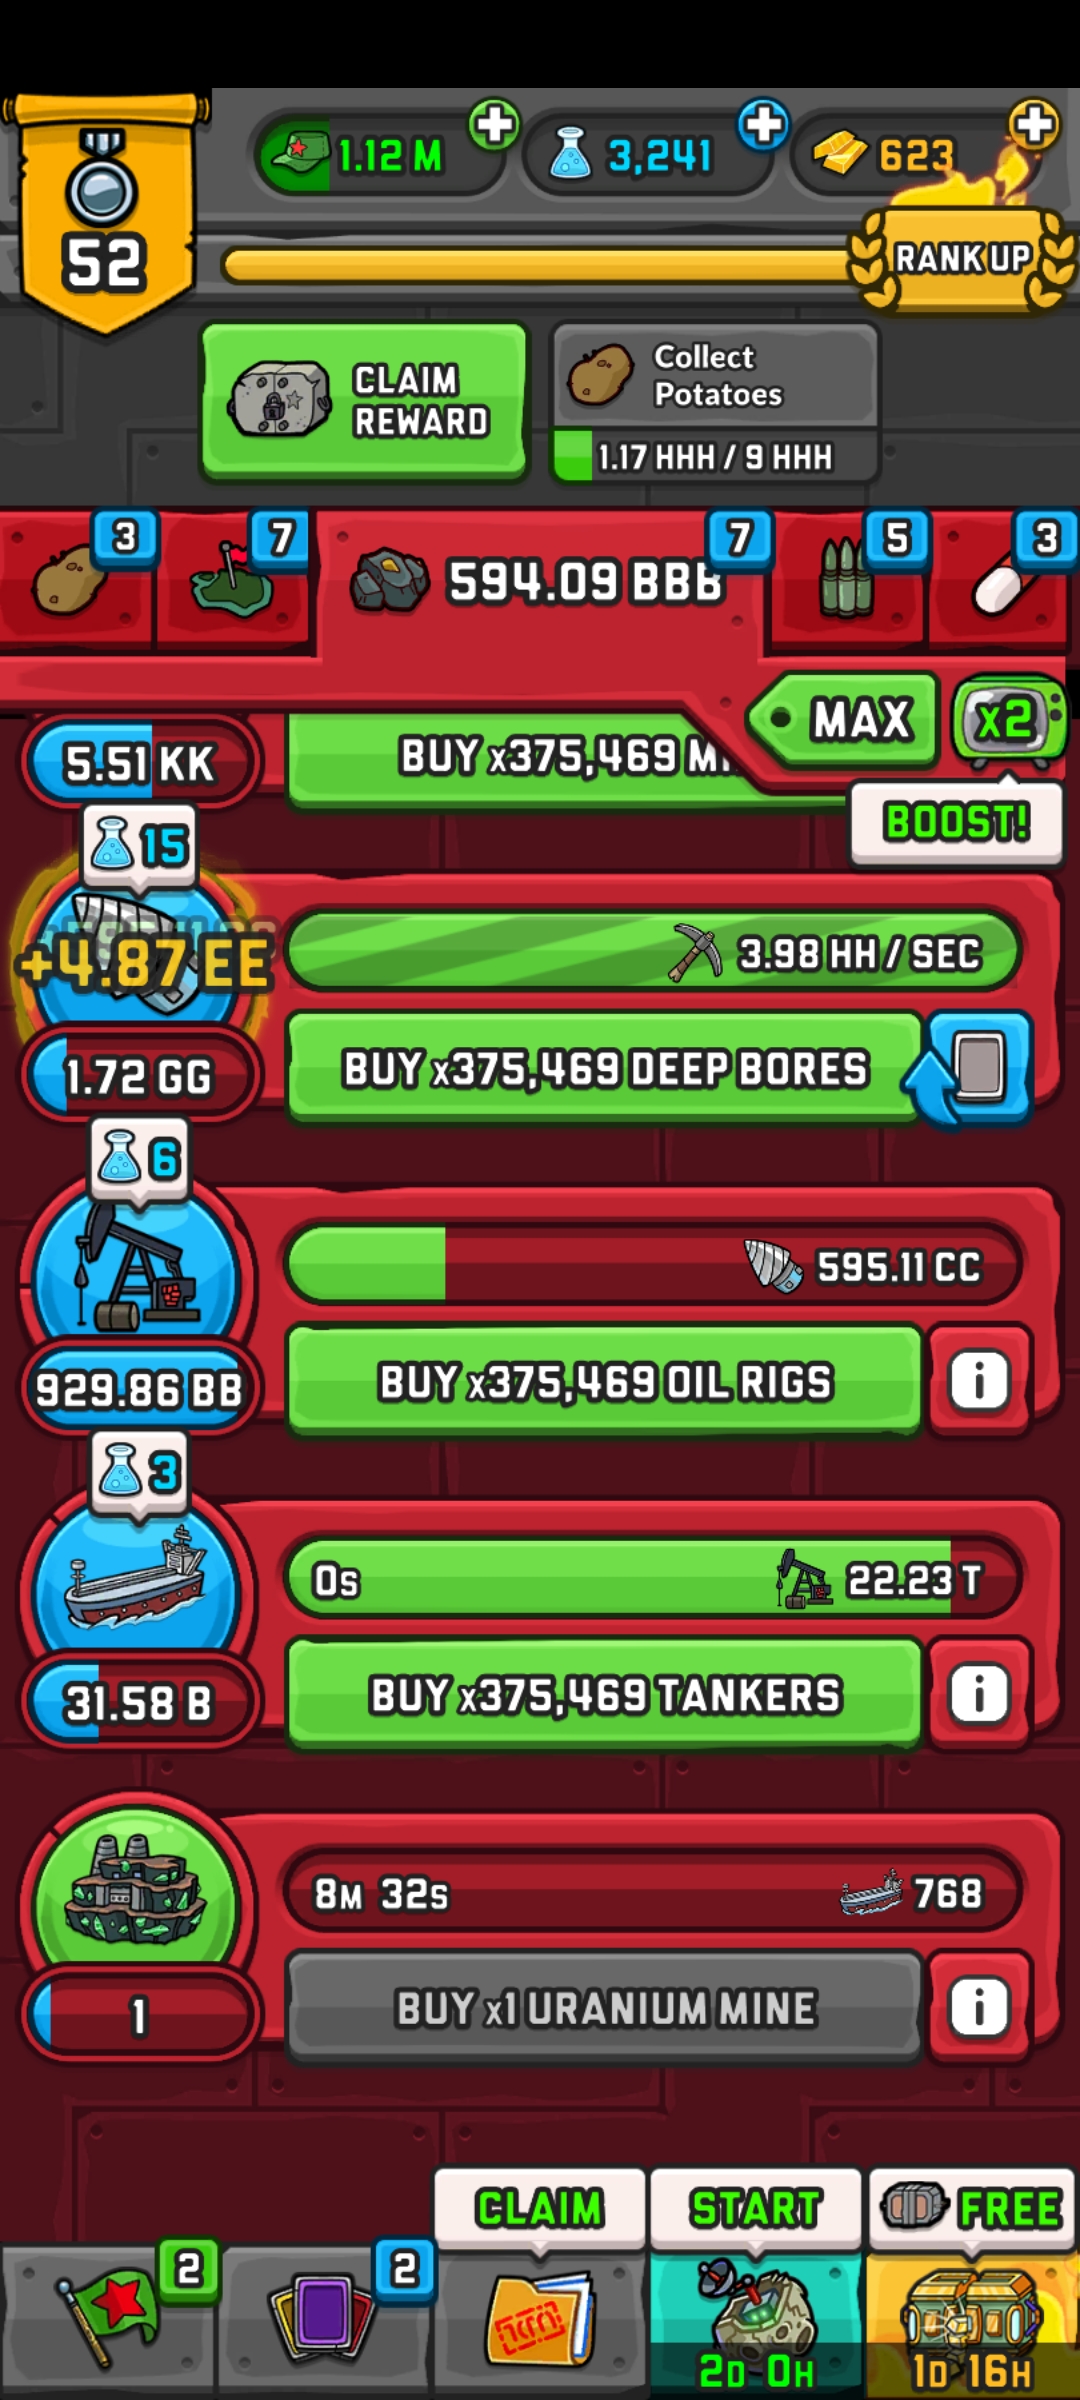 1.12 M
3,241
623
52
RANK UP
CLAIM
REWARD
Collect
Potatoes
1.17 HHH / 9 HHH
3
7
594.09 BBB
7
5
3
MAX
x2
5.51 KK
BUY x375,469
BOOST!
15
+4.87 EE
3.98 HH / SEC
1.72 GG
BUY x375,469 DEEP BORES
6
595.11 CC
929.86 BB
BUY x375,469 OIL RIGS
i
3
0s
22.23 T
31.58 B
BUY x375,469 TANKERS
i
8M 32s
768
1
BUY x1 URANIUM MINE
i
CLAIM
START
FREE
2
2
2D 0H
1D 16H